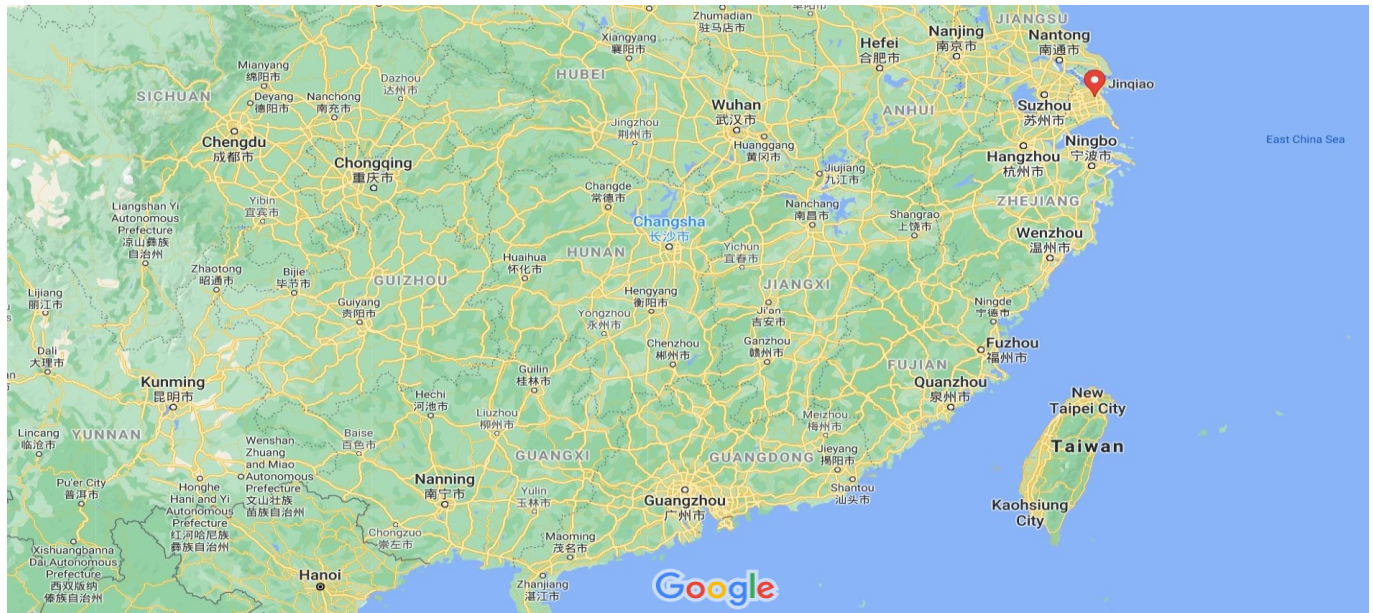 Zhumadian
驻马店市
JIANGSU
Xiangyang
襄阳市
Hefei
合肥市
Nanjing
南京市
Nantong
南通市
Mianyang
绵阳市
Dazhou
达州市
HUBEI
Jinqiao
SICHUAN
Deyang
德阳市
Nanchong
南充市
Wuhan
武汉市
ANHUI
Suzhou
苏州市
Jingzhou
荆州市
Chengdu
成都市
Huanggang
黄冈市
Ningbo
宁波市
East China Sea
Hangzhou
杭州市
Chongqing
重庆市
Jiujiang
九江市
Changde
常德市
Yibin
宜宾市
Liangshan Yi
Autonomous
Prefecture
凉山彝族
自治州
Nanchang
南昌市
ZHEJIANG
Shangrao
上饶市
Changsha
长沙市
Wenzhou
温州市
Yichun
宜春市
HUNAN
Huaihua
怀化市
Zhaotong
昭通市
Bijie
毕节市
GUIZHOU
JIANGXI
Lijiang
丽江市
Hengyang
衡阳市
Guiyang
贵阳市
Yongzhou
永州市
Ji'an
吉安市
Ningde
宁德市
Dali
大理市
Chenzhou
郴州市
Ganzhou
赣州市
Fuzhou
福州市
FUJIAN
Guilin
桂林市
Kunming
昆明市
Quanzhou
泉州市
Hechi
河池市
New
Taipei City
Liuzhou
柳州市
Meizhou
梅州市
Lincang
临沧市
YUNNAN
Baise
百色市
Wenshan
Zhuang
and Miao
Autonomous
Prefecture
文山壮族
苗族自治州
GUANGXI
GUANGDONG
Jieyang
揭阳市
Taiwan
Pu'er City
普洱市
Honghe
Hani and Yi
Autonomous
Prefecture
红河哈尼族
彝族自治州
Nanning
南宁市
Yulin
玉林市
Guangzhou
广州市
Shantou
汕头市
Kaohsiung
City
Chongzuo
崇左市
Maoming
茂名市
Xishuangbanna
Dai Autonomous
Prefecture
西双版纳
傣族自治州
Hanoi
Zhanjiang
湛江市
Google